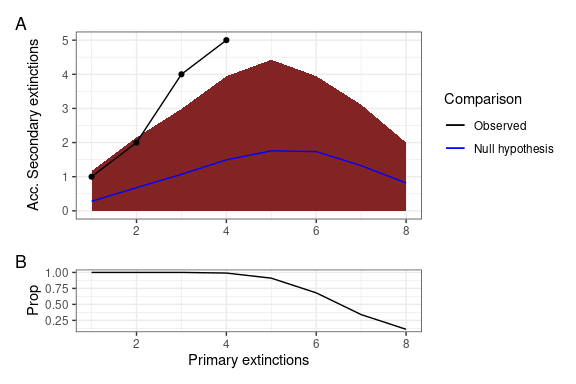 A
Acc. Secondary extinctions
5
4
3
2
1
0
2
4
6
8
Comparison
Observed
Null hypothesis
B
Prop
1.00
0.75
0.50
0.25
2
4
6
8
Primary extinctions